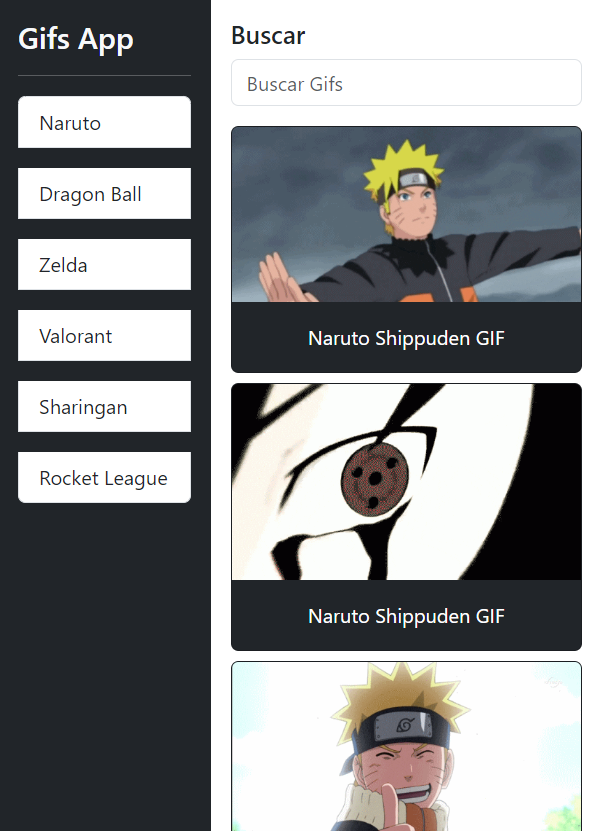 Gifs App
Naruto
Dragon Ball
Zelda
Valorant
Sharingan
Rocket League
Buscar
Buscar Gifs
Naruto Shippuden GIF
Naruto Shippuden GIF